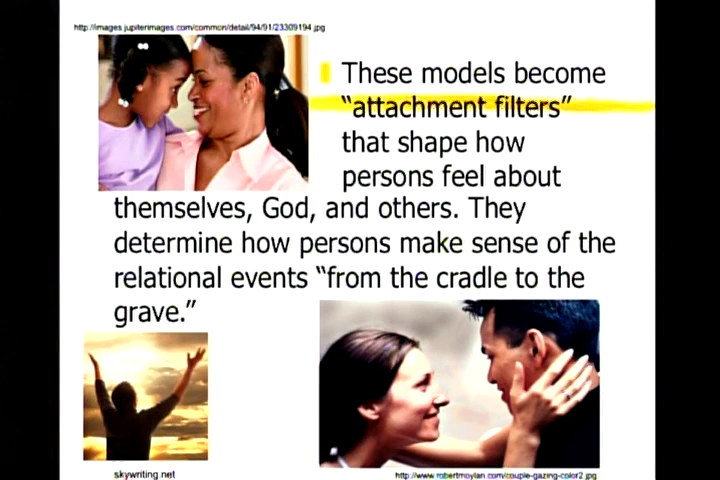 http://images.jupiterimages.com/common/detail/94/91/23309194.jpg
These models become
“attachment filters”
that shape how
persons feel about
themselves, God, and others. They
determine how persons make sense of the
relational events “from the cradle to the
grave.”
skywriting.net
http://www.robertmoylan.com/couple-gazing-color2.jpg